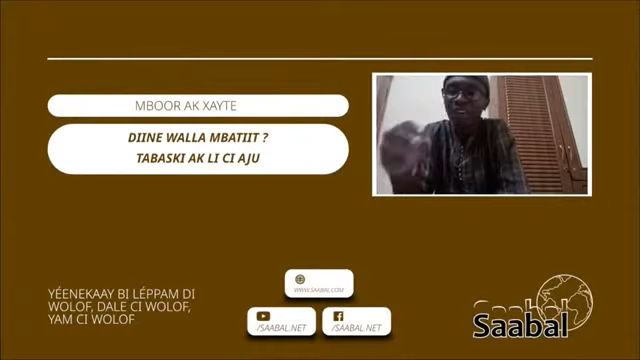 MBOOR AK XAYTE
DIINE WALLA MBATIIT ?
TABASKI AK LI CI AJU
YÉENEKAAY BI LÉPPAM DI
WOLOF, DALE CI WOLOF,
YAM CI WOLOF
WWW.SAABAL.COM
/SAABAL.NET
/SAABAL.NET
Saabal